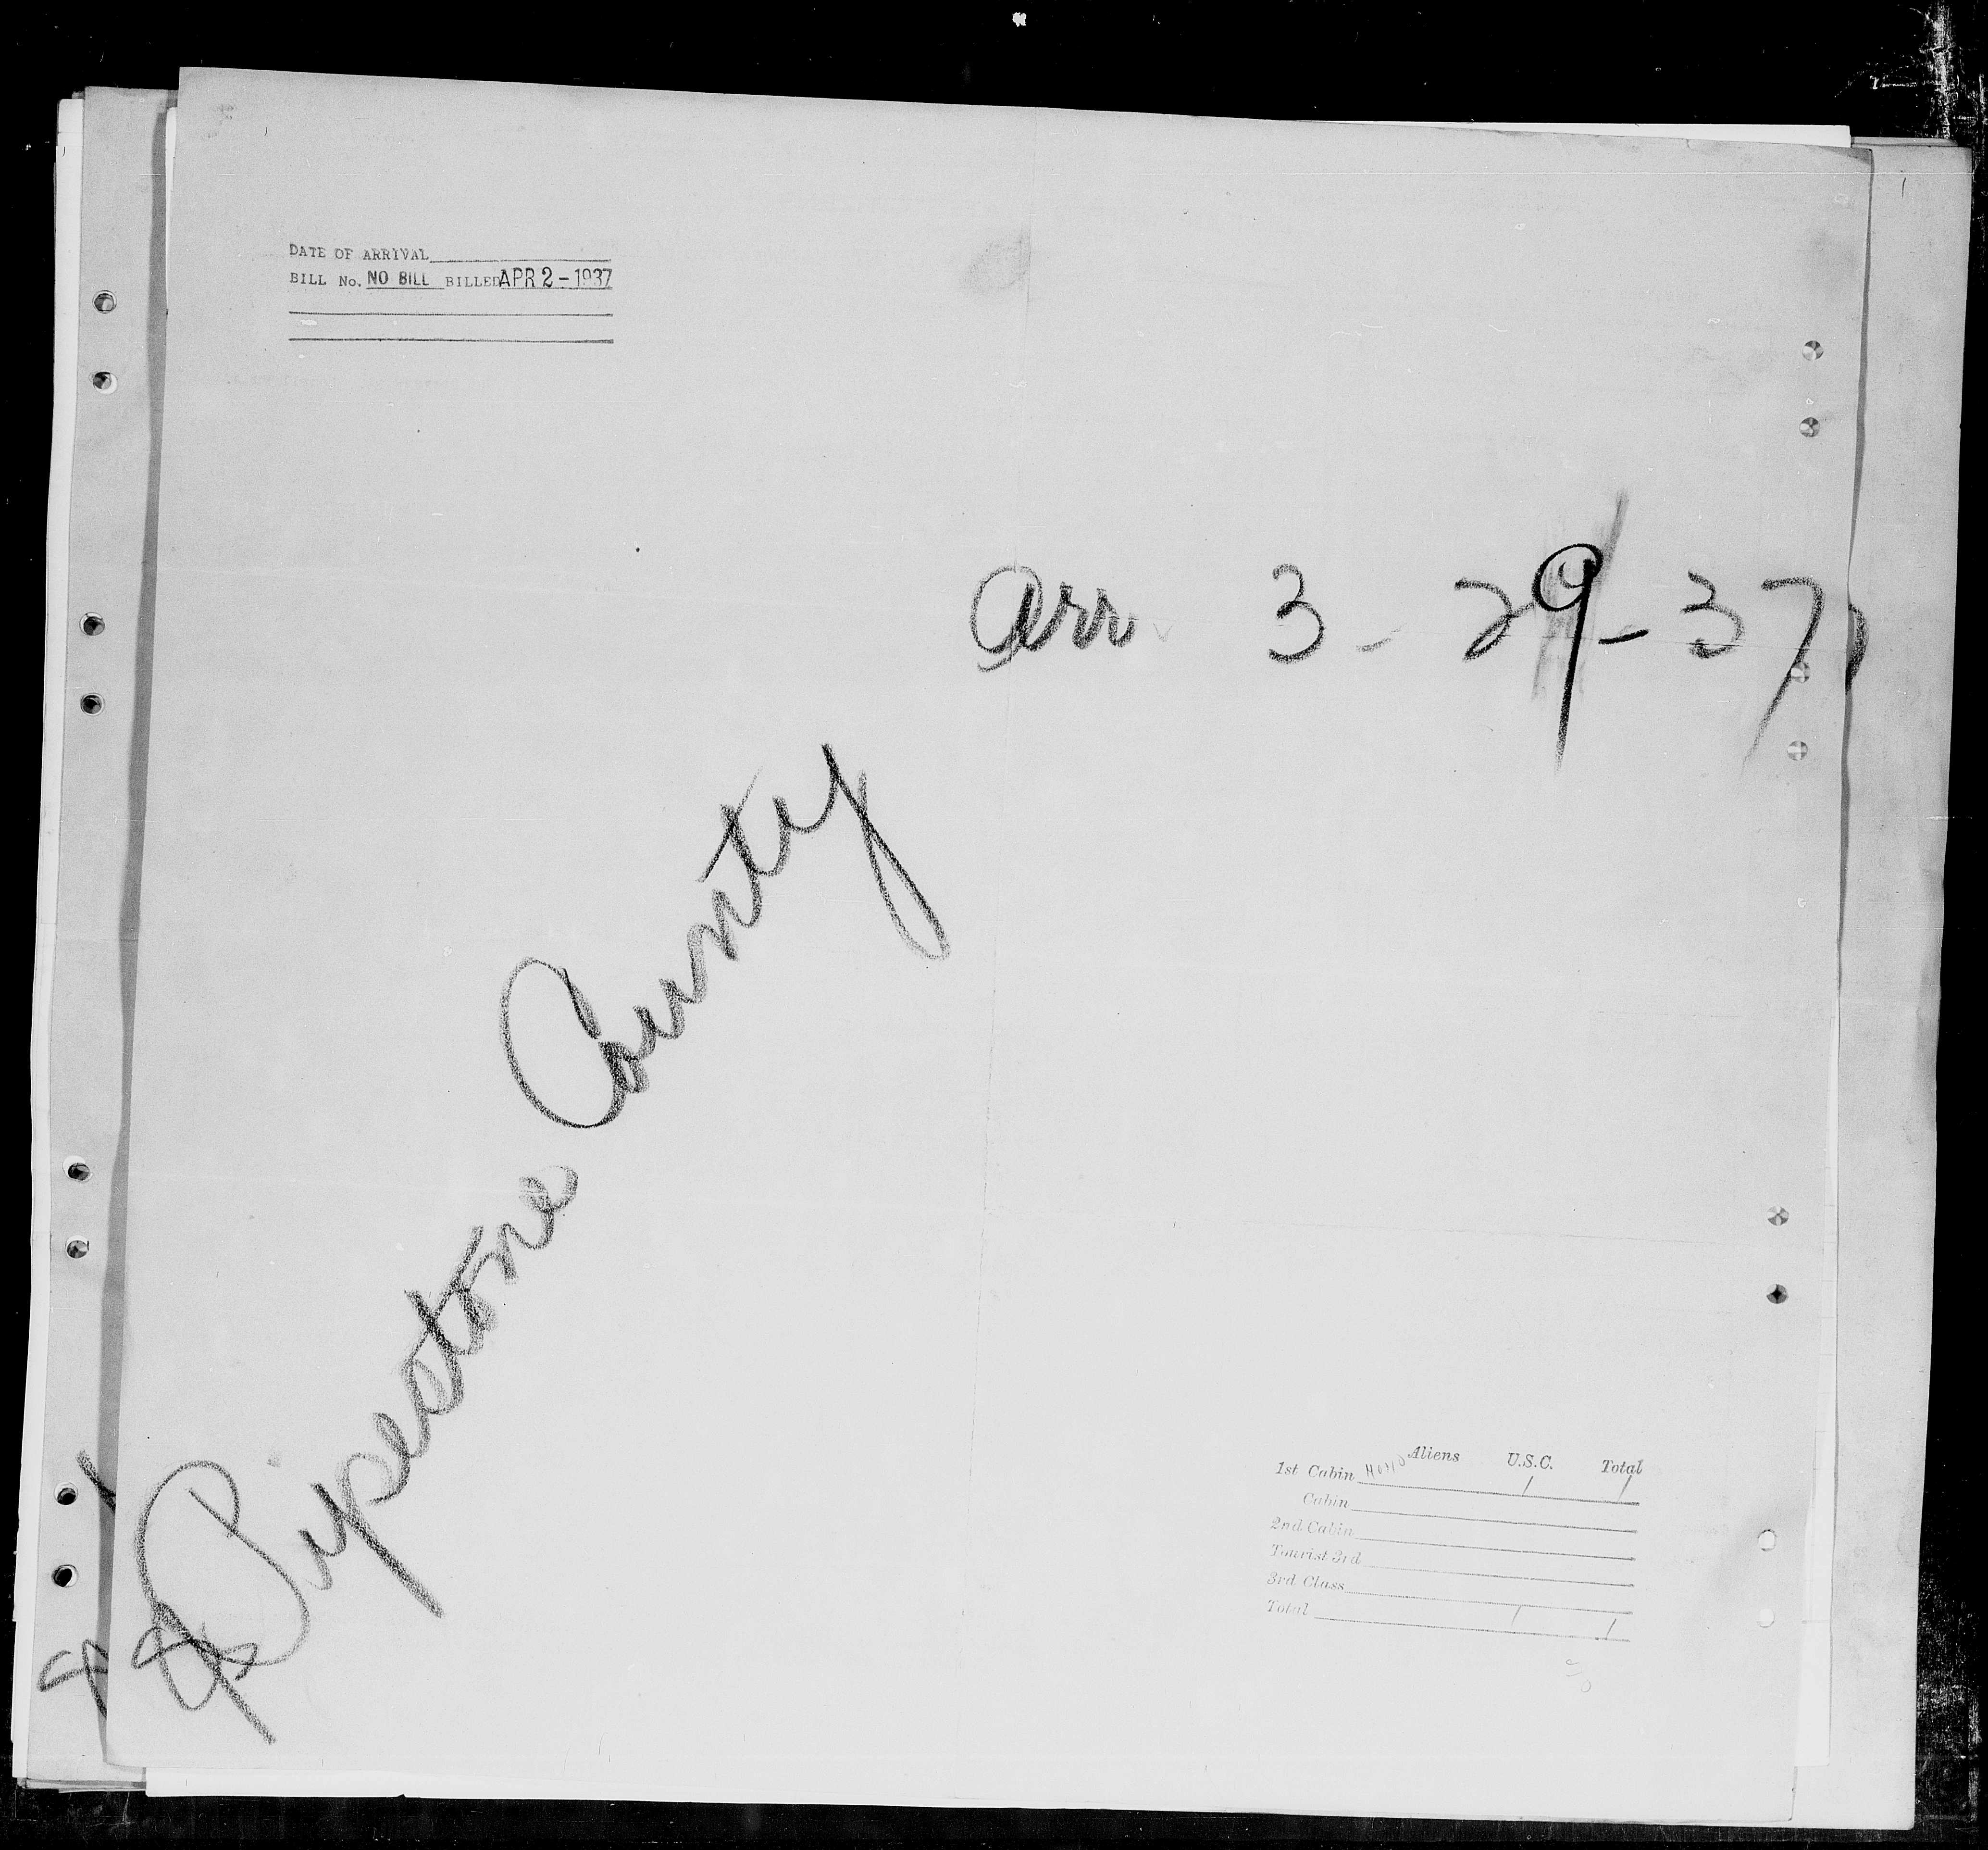 DATE OF ARRIVAL
BILL No. NO BILL BILLED APR 2 - 1937
Arr. 3 - 29 - 37
SS Pipestone County
Aliens U.S.C. Total
1st Cabin 1 1
Cabin
2nd Cabin
Tourist 3rd
3rd Class
Total 1 1